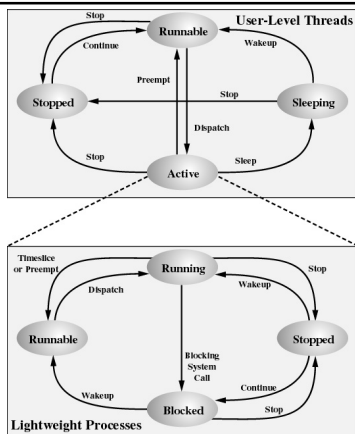 User-Level Threads
Stop
Runnable
Continue
Wakeup
Preempt
Stopped
Stop
Sleeping
Dispatch
Stop
Sleep
Active
Timeslice
or Preempt
Running
Stop
Dispatch
Wakeup
Runnable
Stopped
Blocking
System
Call
Wakeup
Continue
Blocked
Stop
Lightweight Processes